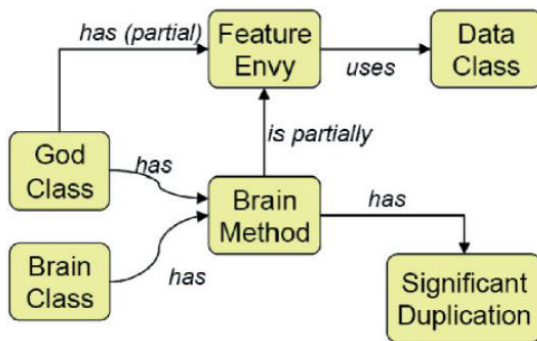 has (partial)
Feature
Envy
uses
Data
Class
is partially
God
Class
has
Brain
Method
has
Brain
Class
has
Significant
Duplication